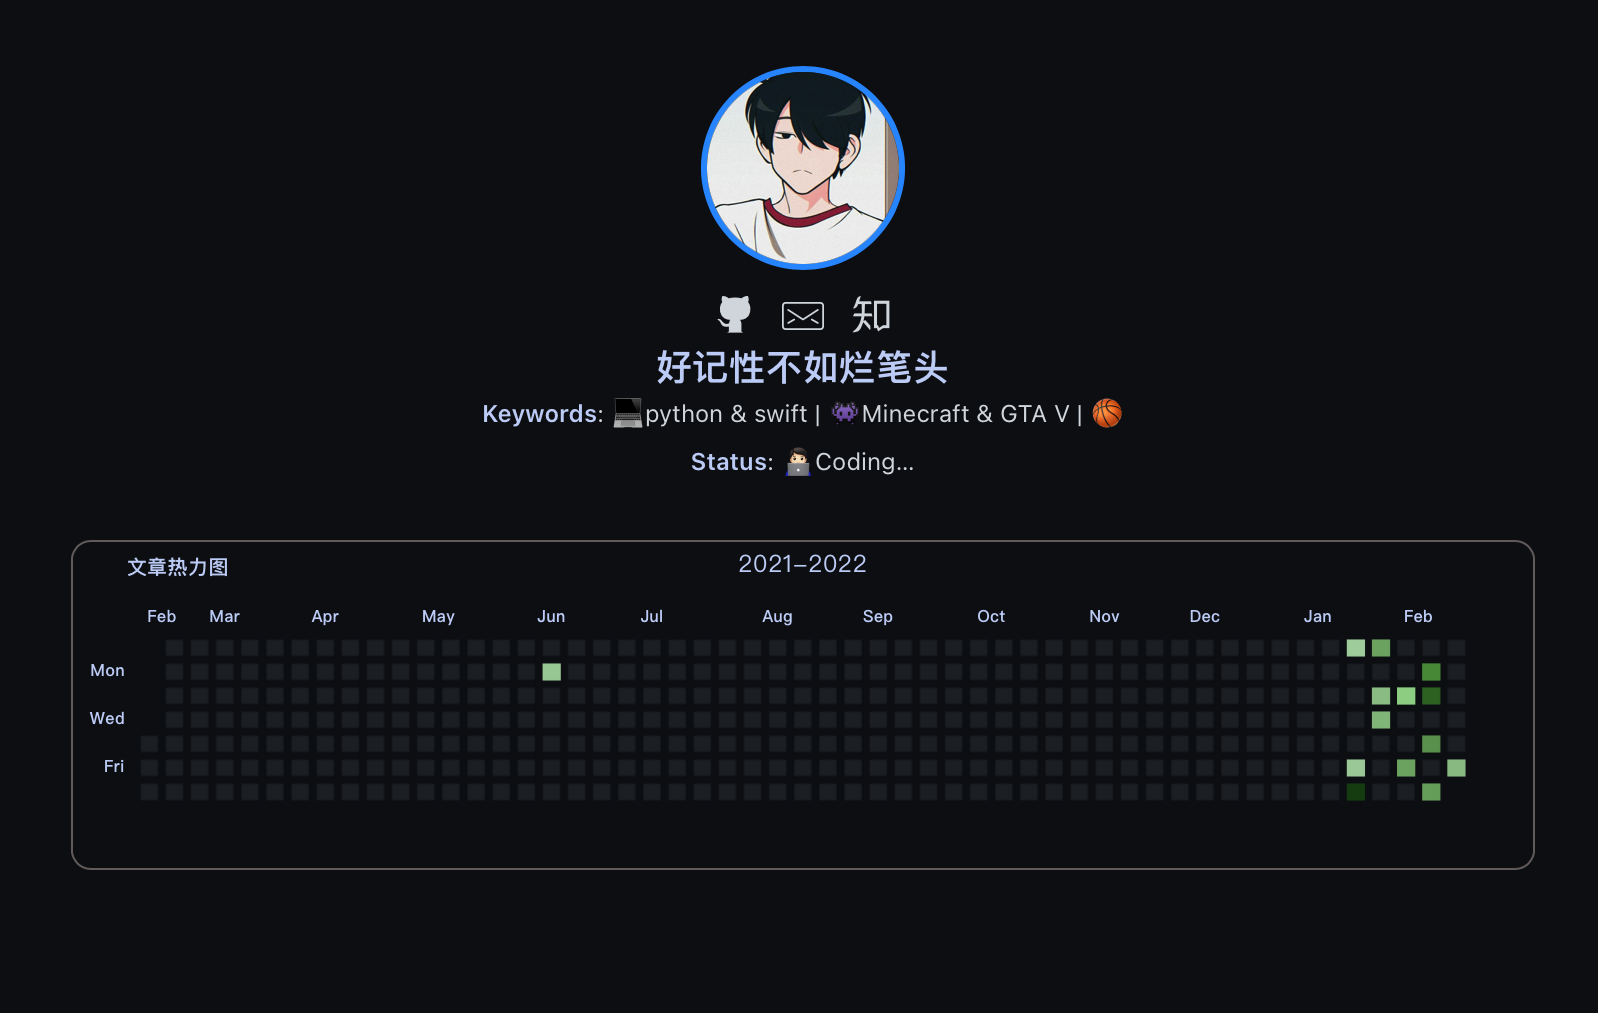 知
好记性不如烂笔头
Keywords: python & swift | Minecraft & GTA V |
Status: Coding...
文章热力图
2021-2022
Feb Mar Apr May Jun Jul Aug Sep Oct Nov Dec Jan Feb
Mon
Wed
Fri